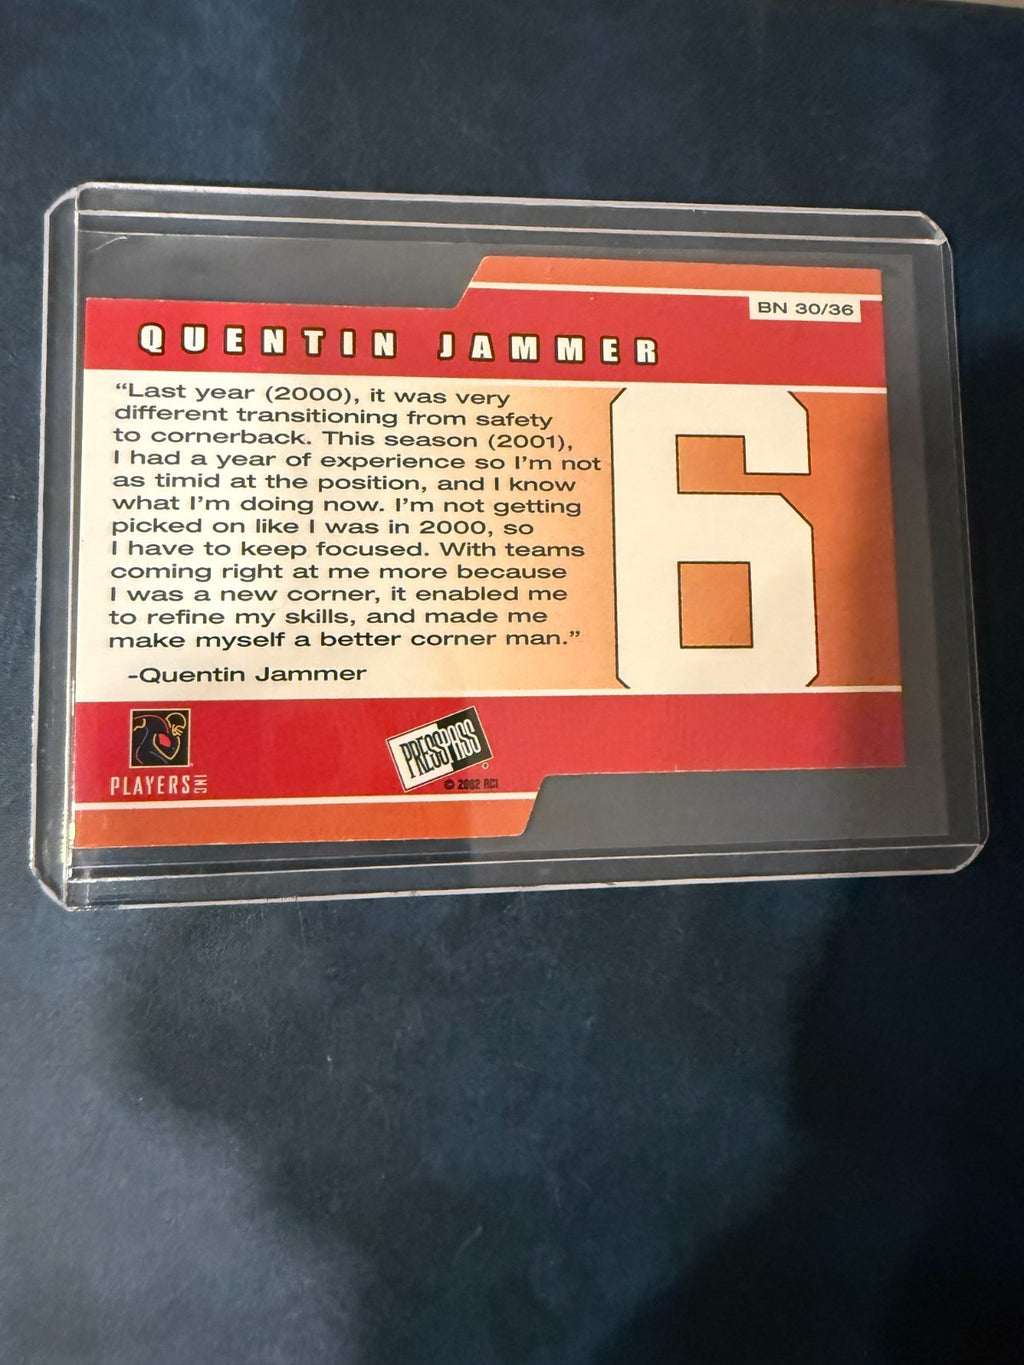 BN 30/36
QUENTIN JAMMER
“Last year (2000), it was very
different transitioning from safety
to cornerback. This season (2001),
I had a year of experience so I’m not
as timid at the position, and I know
what I’m doing now. I’m not getting
picked on like I was in 2000, so
I have to keep focused. With teams
coming right at me more because
I was a new corner, it enabled me
to refine my skills, and made me
make myself a better corner man.”
-Quentin Jammer
6
PLAYERS INC
PRESS PASS
© 2002 RCI